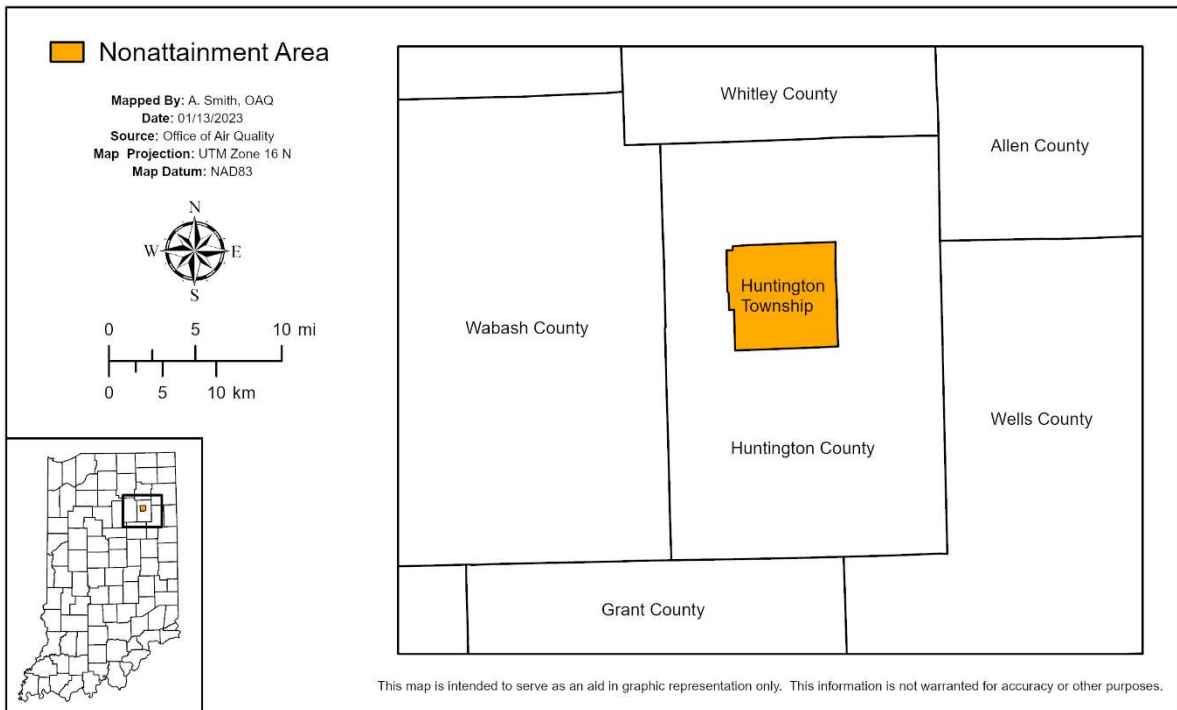 Nonattainment Area
Mapped By: A. Smith, OAQ
Date: 01/13/2023
Source: Office of Air Quality
Map Projection: UTM Zone 16 N
Map Datum: NAD83
N
W E
S
0 5 10 mi
0 5 10 km
Whitley County
Allen County
Huntington
Township
Wabash County
Wells County
Huntington County
Grant County
This map is intended to serve as an aid in graphic representation only. This information is not warranted for accuracy or other purposes.